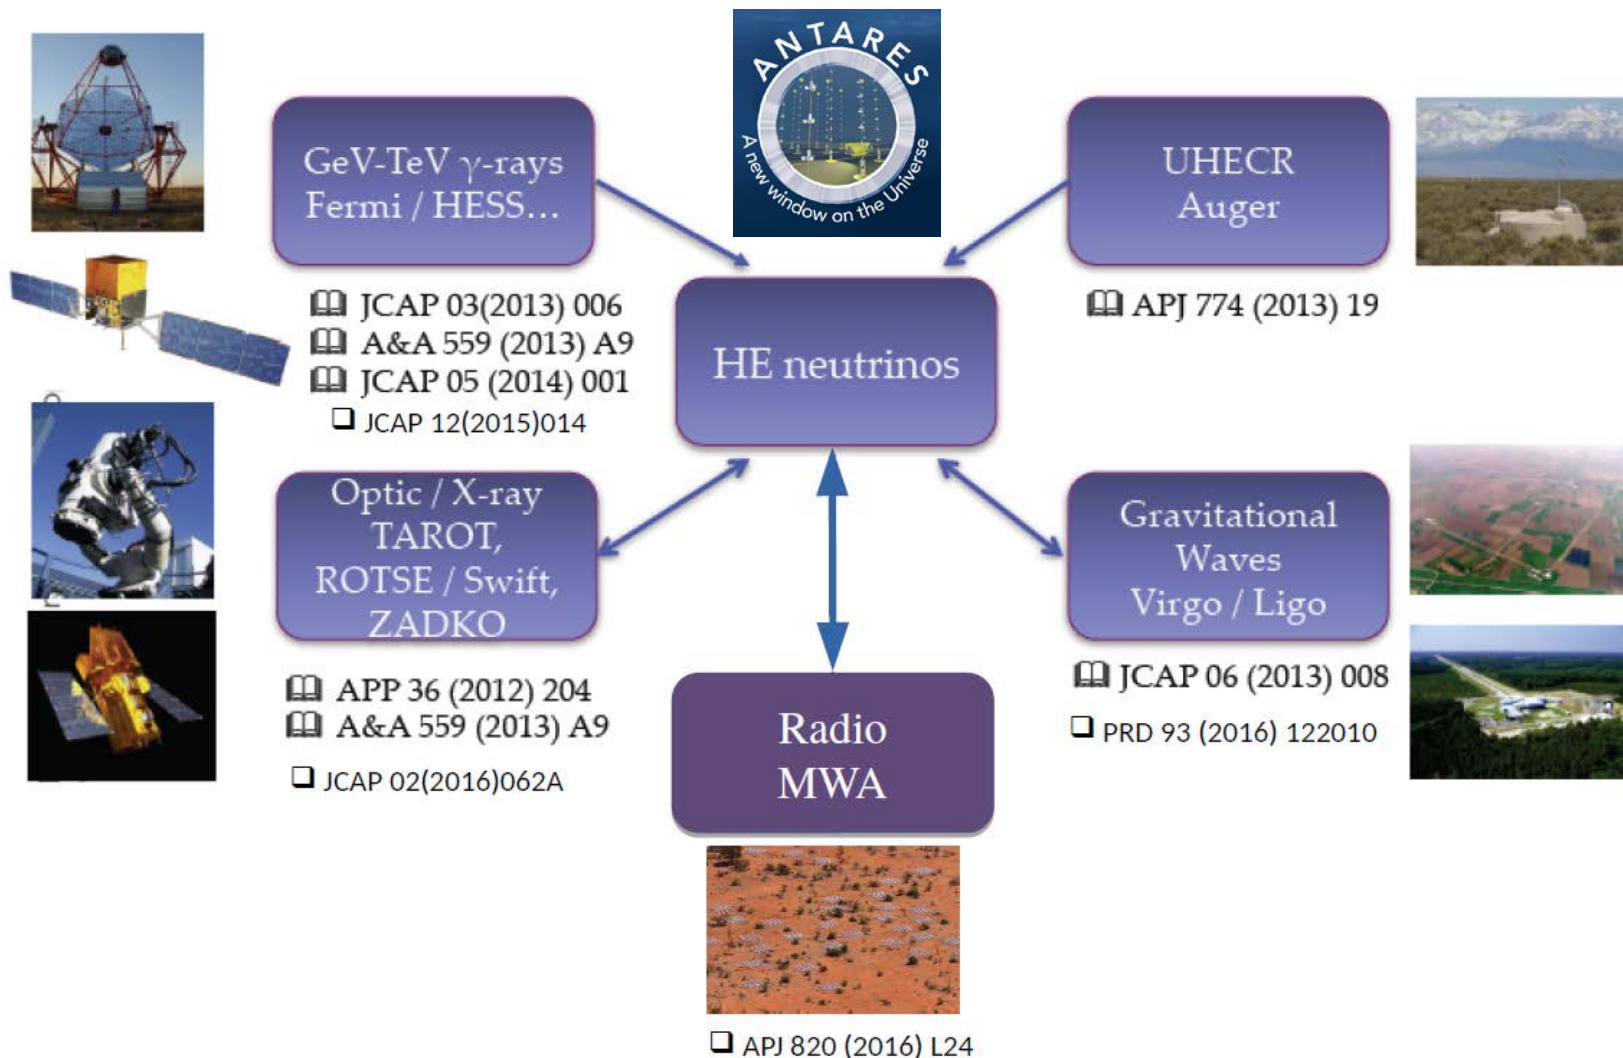 ANTARES
A new window on the Universe
GeV-TeV γ-rays
Fermi / HESS...
JCAP 03(2013) 006
A&A 559 (2013) A9
JCAP 05 (2014) 001
JCAP 12(2015)014
UHECR
Auger
APJ 774 (2013) 19
HE neutrinos
Optic / X-ray
TAROT,
ROTSE / Swift,
ZADKO
APP 36 (2012) 204
A&A 559 (2013) A9
JCAP 02(2016)062A
Gravitational
Waves
Virgo / Ligo
JCAP 06 (2013) 008
PRD 93 (2016) 122010
Radio
MWA
APJ 820 (2016) L24